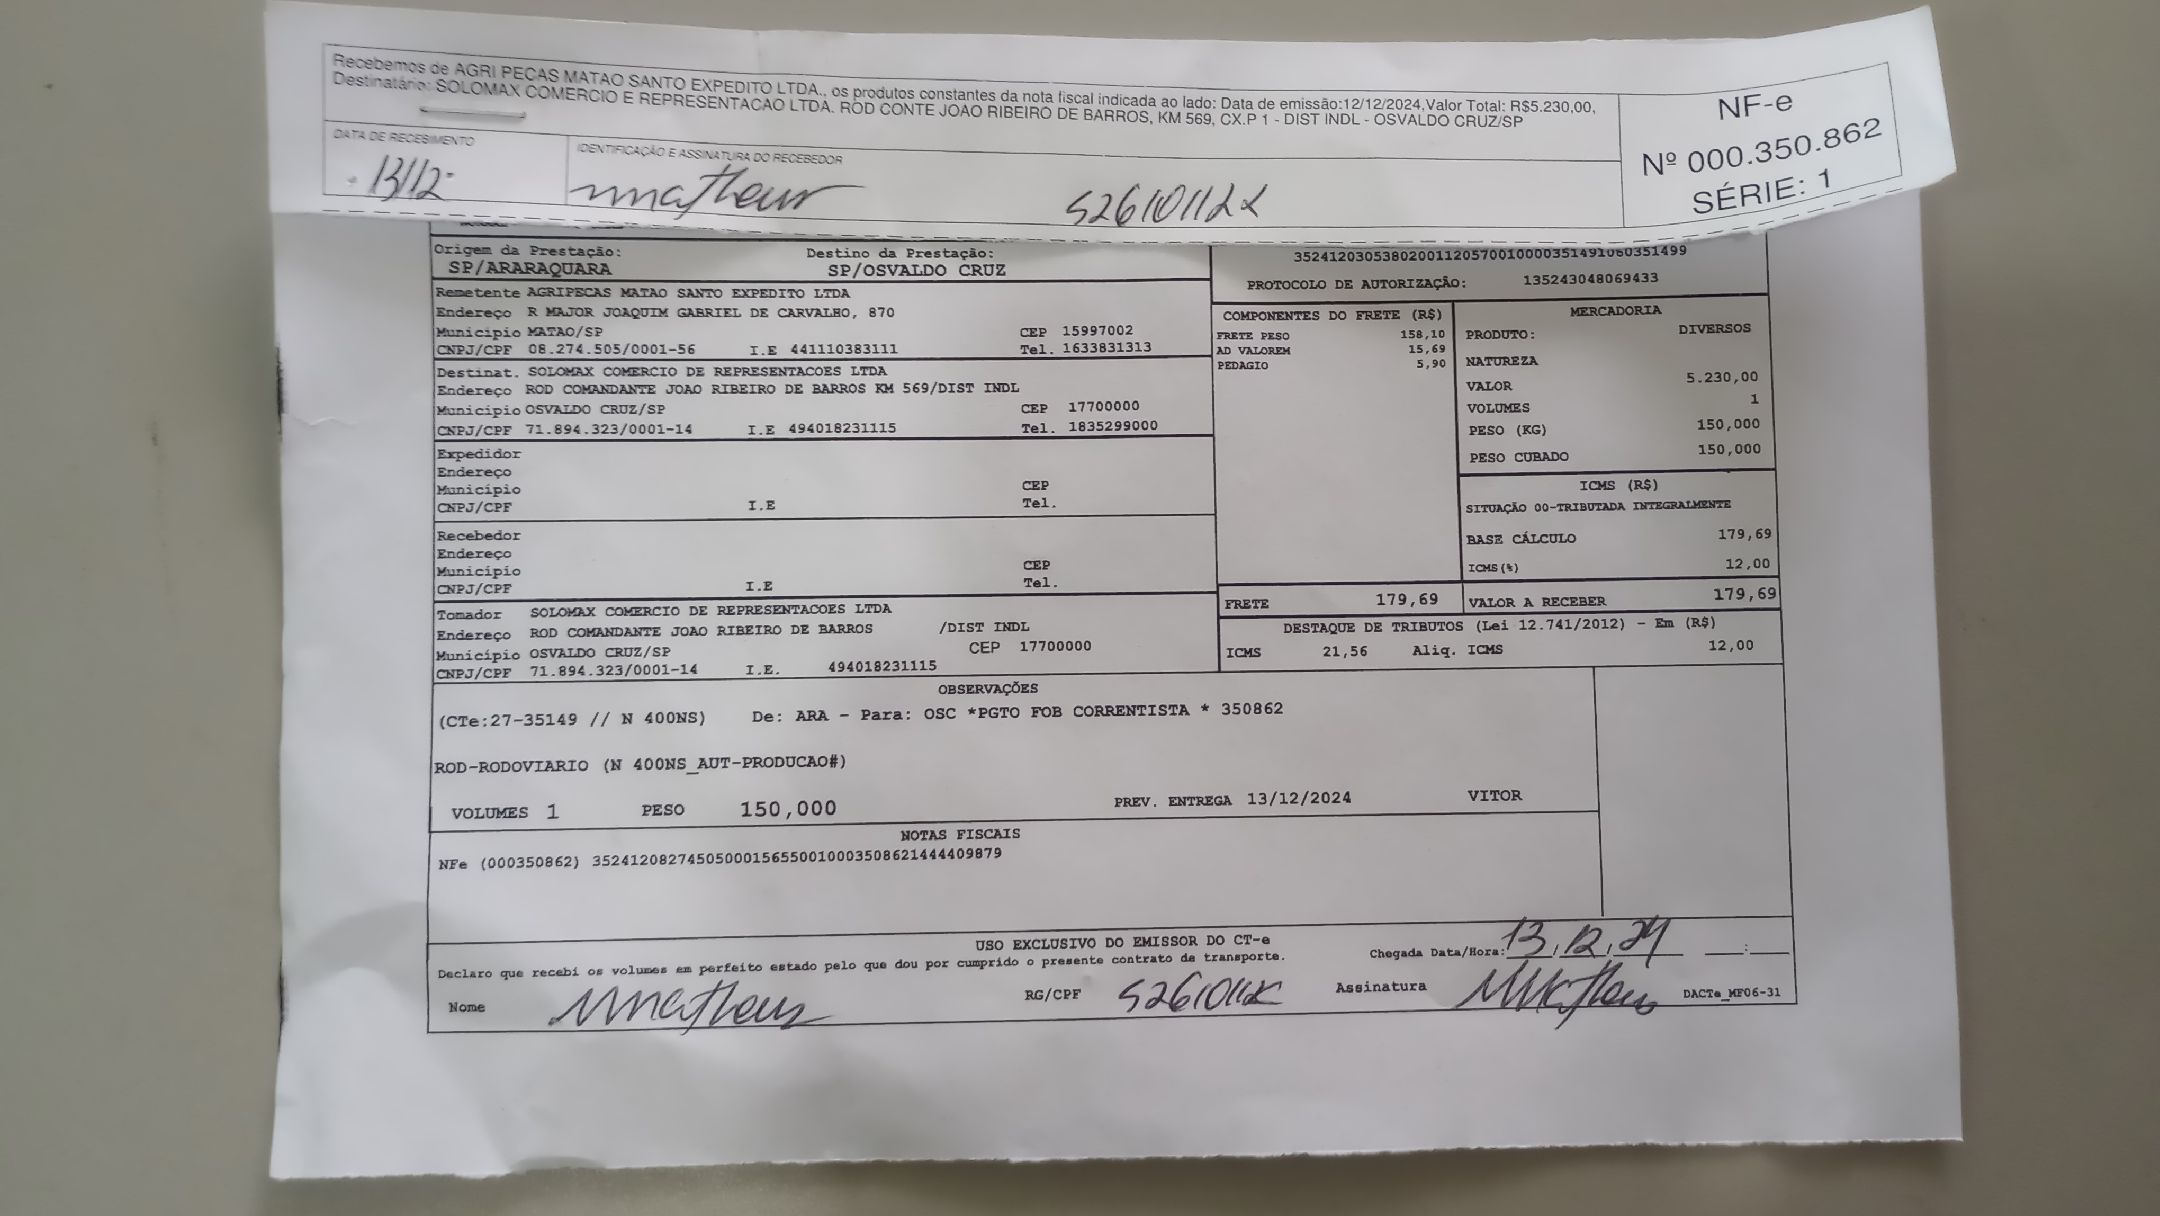 Recebemos de AGRI PECAS MATAO SANTO EXPEDITO LTDA., os produtos constantes da nota fiscal indicada ao lado: Data de emissão:12/12/2024,Valor Total: R$5.230,00,
Destinatário: SOLOMAX COMERCIO E REPRESENTACAO LTDA. ROD CONTE JOAO RIBEIRO DE BARROS, KM 569, CX.P 1 - DIST INDL - OSVALDO CRUZ/SP
NF-e
Nº 000.350.862
SÉRIE: 1
DATA DE RECEBIMENTO
IDENTIFICAÇÃO E ASSINATURA DO RECEBEDOR
13/12
Matheus
Origem da Prestação: Destino da Prestação:
SP/ARARAQUARA SP/OSVALDO CRUZ
PROTOCOLO DE AUTORIZAÇÃO: 135243048069433
Remetente AGRIPECAS MATAO SANTO EXPEDITO LTDA
Endereço R MAJOR JOAQUIM GABRIEL DE CARVALHO, 870
Município MATAO/SP CEP 15997002
CNPJ/CPF 08.274.505/0001-56 I.E 441110383111 Tel. 1633831313
Destinat. SOLOMAX COMERCIO DE REPRESENTACOES LTDA
Endereço ROD COMANDANTE JOAO RIBEIRO DE BARROS KM 569/DIST INDL
Município OSVALDO CRUZ/SP CEP 17700000
CNPJ/CPF 71.894.323/0001-14 I.E 494018231115 Tel. 1835299000
Expedidor
Endereço
Município CEP
CNPJ/CPF I.E Tel.
Recebedor
Endereço
Município CEP
CNPJ/CPF I.E Tel.
Tomador SOLOMAX COMERCIO DE REPRESENTACOES LTDA
Endereço ROD COMANDANTE JOAO RIBEIRO DE BARROS /DIST INDL
Município OSVALDO CRUZ/SP CEP 17700000
CNPJ/CPF 71.894.323/0001-14 I.E. 494018231115
COMPONENTES DO FRETE (R$)
FRETE PESO 158,10
AD VALOREM 15,69
PEDAGIO 5,90
MERCADORIA
PRODUTO: DIVERSOS
NATUREZA
VALOR 5.230,00
VOLUMES 1
PESO (KG) 150,000
PESO CUBADO 150,000
ICMS (R$)
SITUAÇÃO 00-TRIBUTADA INTEGRALMENTE
BASE CÁLCULO 179,69
ICMS(%) 12,00
FRETE 179,69 VALOR A RECEBER 179,69
DESTAQUE DE TRIBUTOS (Lei 12.741/2012) - Em (R$)
ICMS 21,56 Aliq. ICMS 12,00
OBSERVAÇÕES
(CTe:27-35149 // N 400NS) De: ARA - Para: OSC *PGTO FOB CORRENTISTA * 350862
ROD-RODOVIARIO (N 400NS_AUT-PRODUCAO#)
VOLUMES 1 PESO 150,000 PREV. ENTREGA 13/12/2024 VITOR
NOTAS FISCAIS
NFe (000350862) 35241208274505000156550010003508621444409879
USO EXCLUSIVO DO EMISSOR DO CT-e
Declaro que recebi os volumes em perfeito estado pelo que dou por cumprido o presente contrato de transporte.
Chegada Data/Hora: 13/12/24 __:__
Nome Matheus RG/CPF Assinatura Matheus DACTe_MF06-31